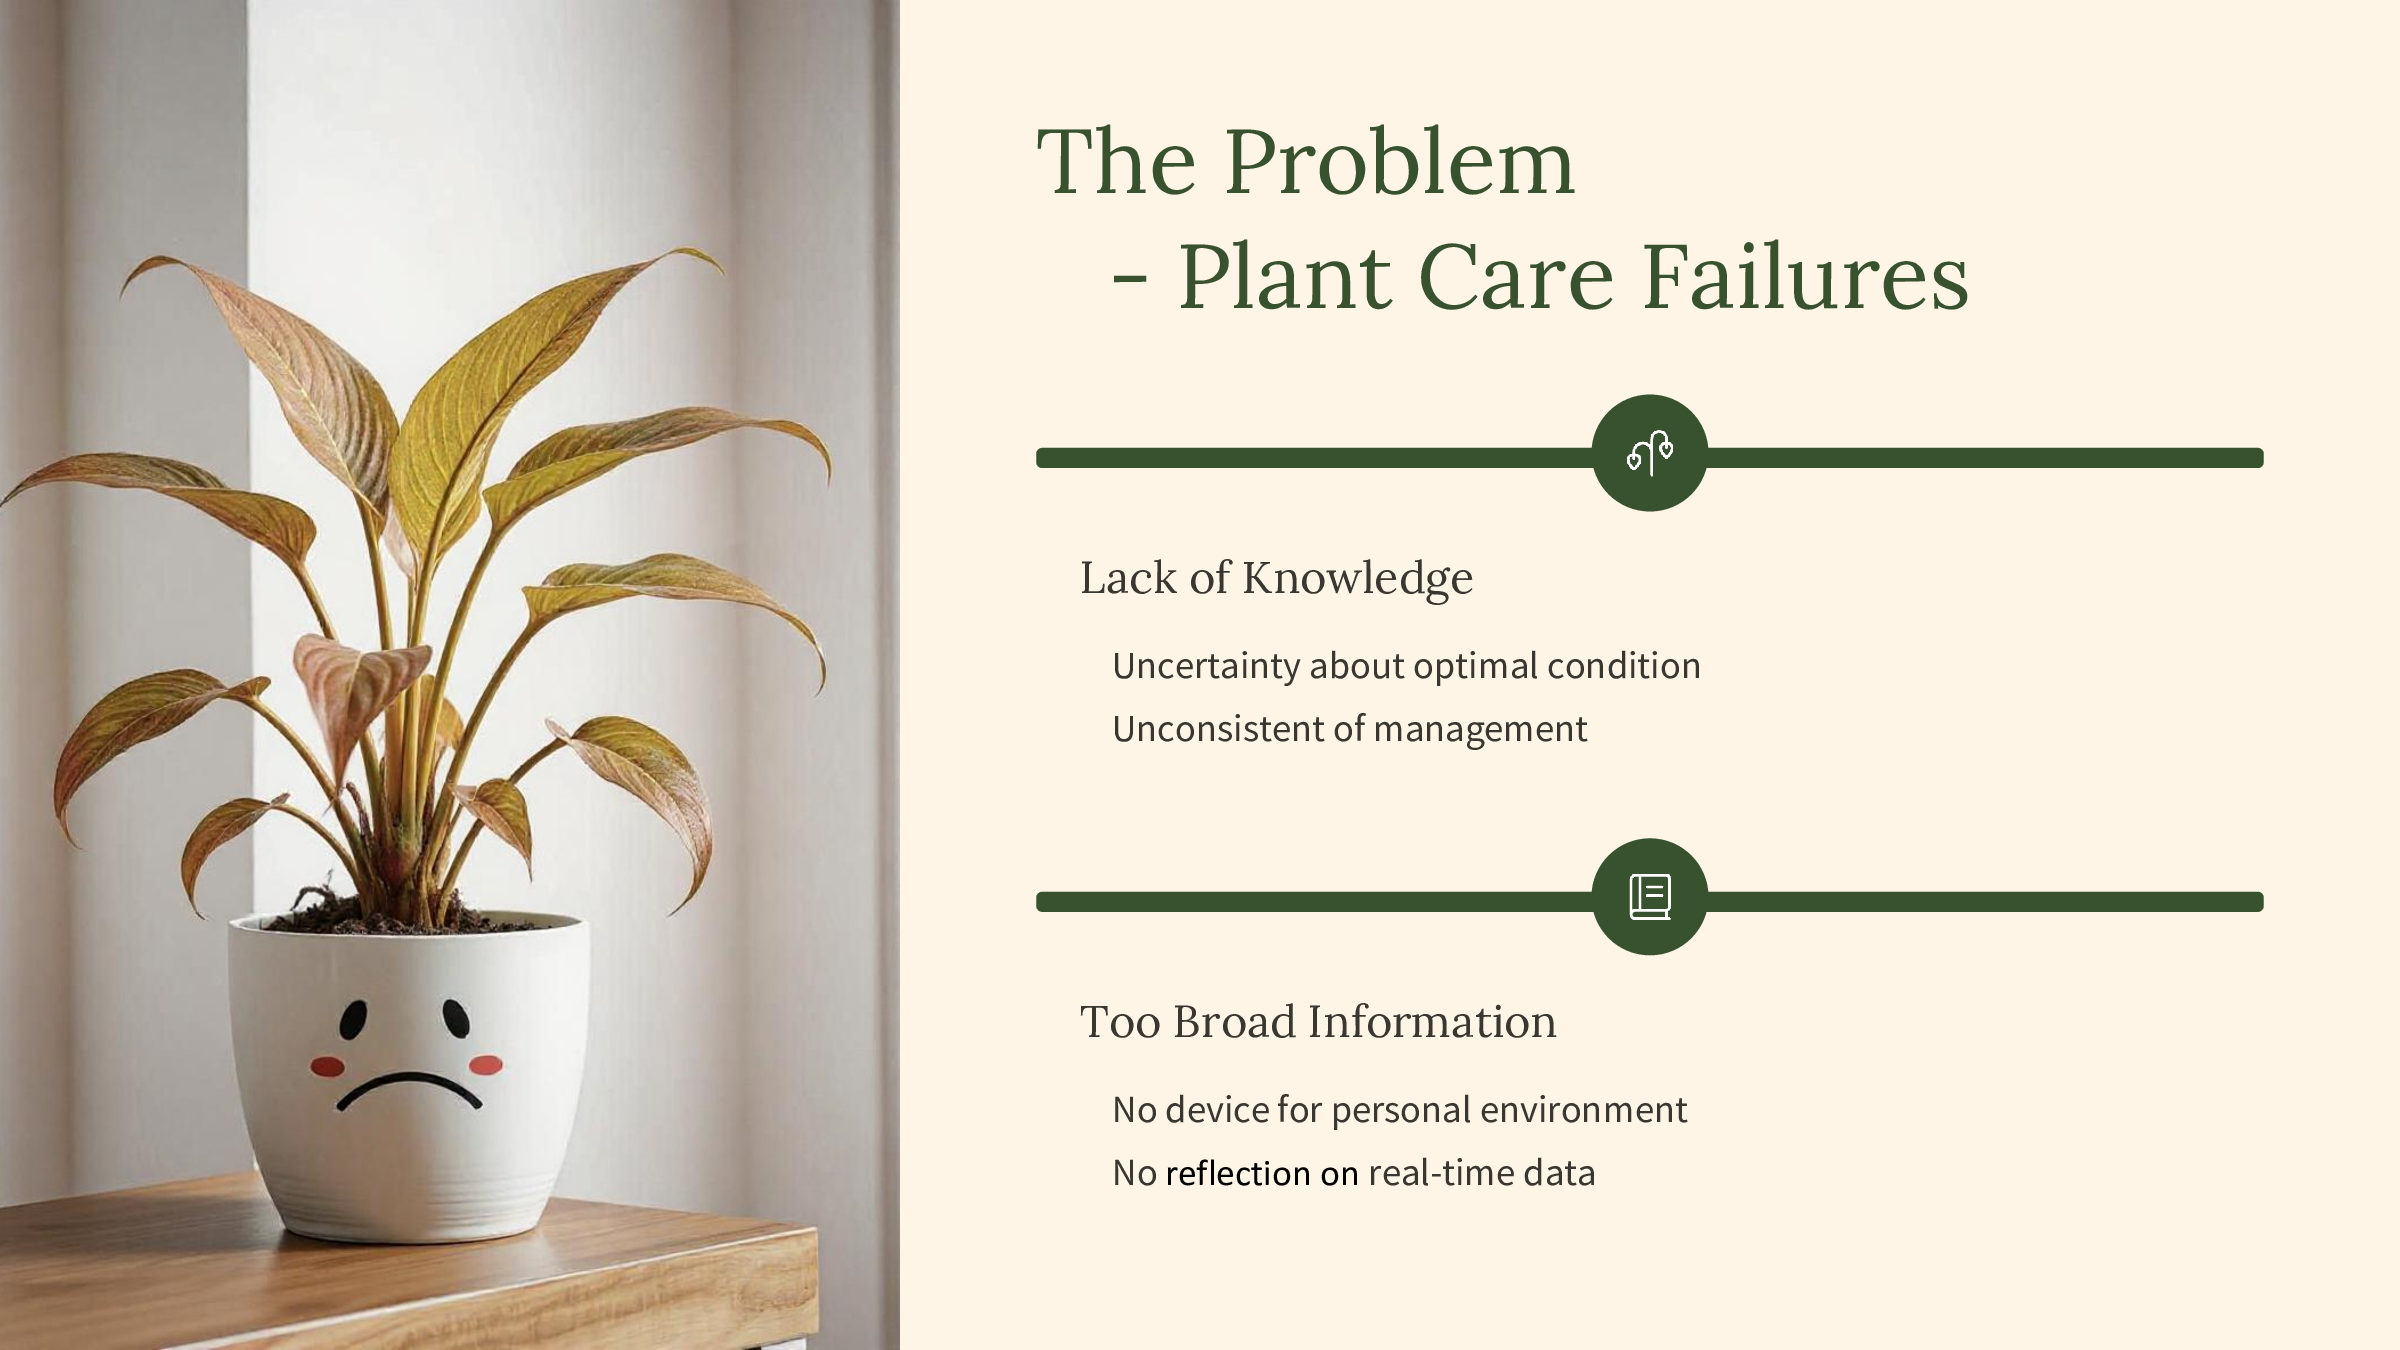 The Problem
- Plant Care Failures
Lack of Knowledge
Uncertainty about optimal condition
Unconsistent of management
Too Broad Information
No device for personal environment
No reflection on real-time data